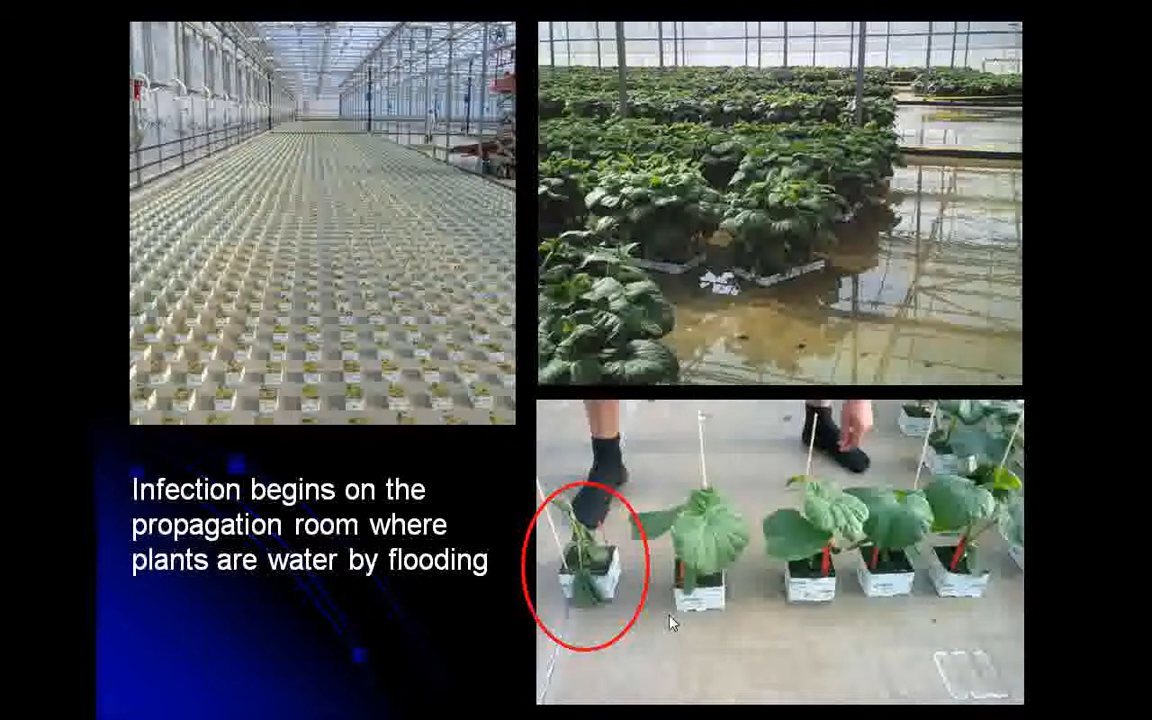 Infection begins on the
propagation room where
plants are water by flooding